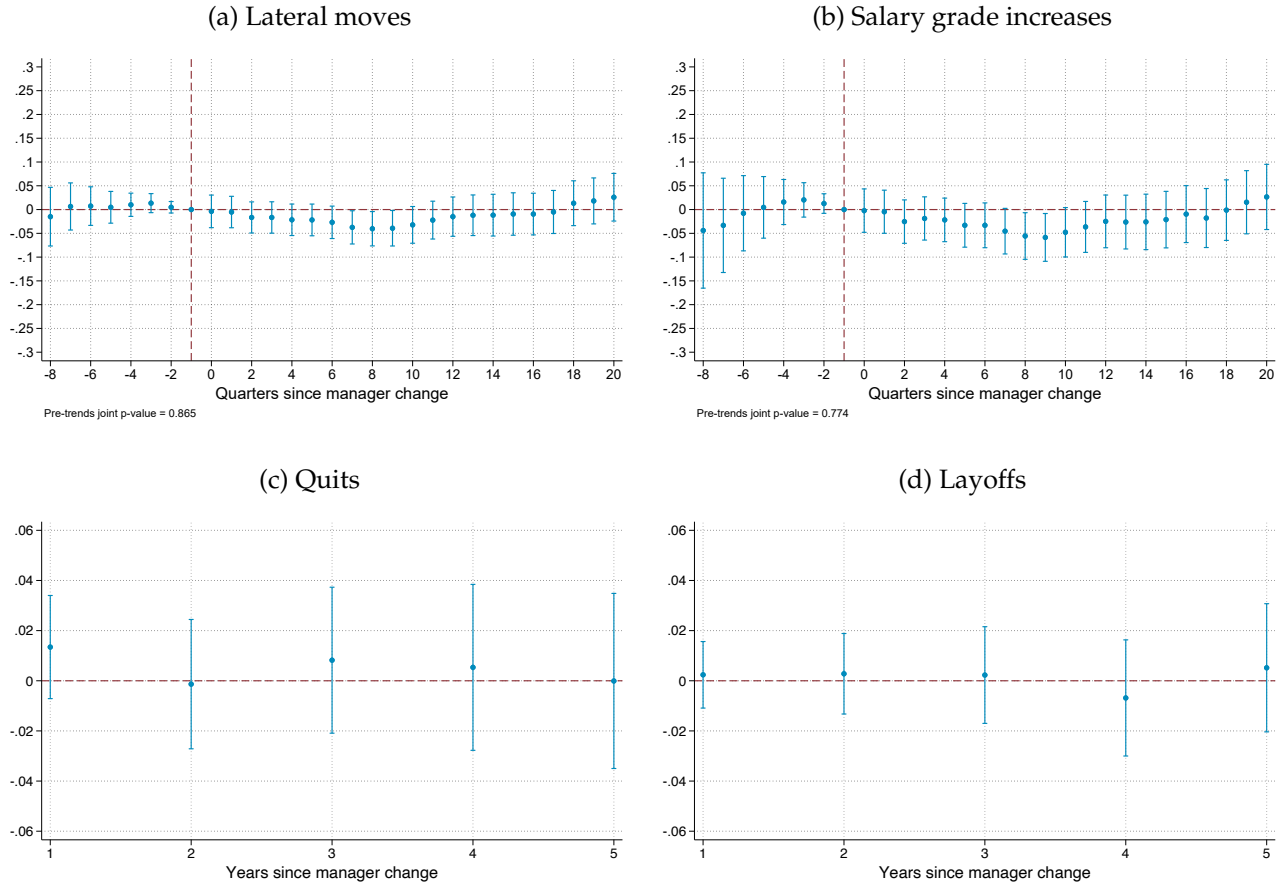 (a) Lateral moves
.3
.25
.2
.15
.1
.05
0
-.05
-.1
-.15
-.2
-.25
-.3
-8 -6 -4 -2 0 2 4 6 8 10 12 14 16 18 20
Quarters since manager change
Pre-trends joint p-value = 0.865
(b) Salary grade increases
.3
.25
.2
.15
.1
.05
0
-.05
-.1
-.15
-.2
-.25
-.3
-8 -6 -4 -2 0 2 4 6 8 10 12 14 16 18 20
Quarters since manager change
Pre-trends joint p-value = 0.774
(c) Quits
.06
.04
.02
0
-.02
-.04
-.06
1 2 3 4 5
Years since manager change
(d) Layoffs
.06
.04
.02
0
-.02
-.04
-.06
1 2 3 4 5
Years since manager change